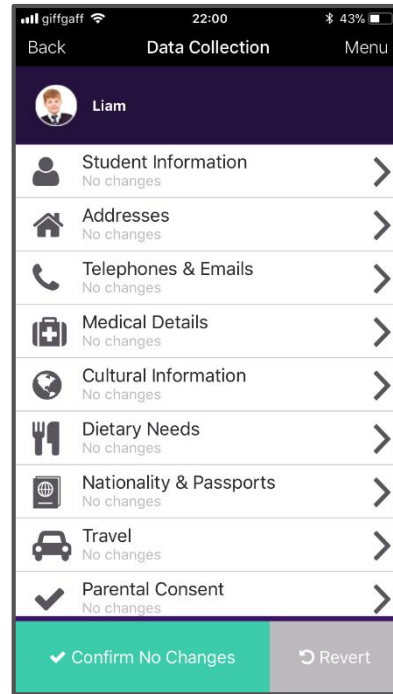 giffgaff 22:00 43%
Back Data Collection Menu
Liam
Student Information
No changes
Addresses
No changes
Telephones & Emails
No changes
Medical Details
No changes
Cultural Information
No changes
Dietary Needs
No changes
Nationality & Passports
No changes
Travel
No changes
Parental Consent
No changes
Confirm No Changes Revert